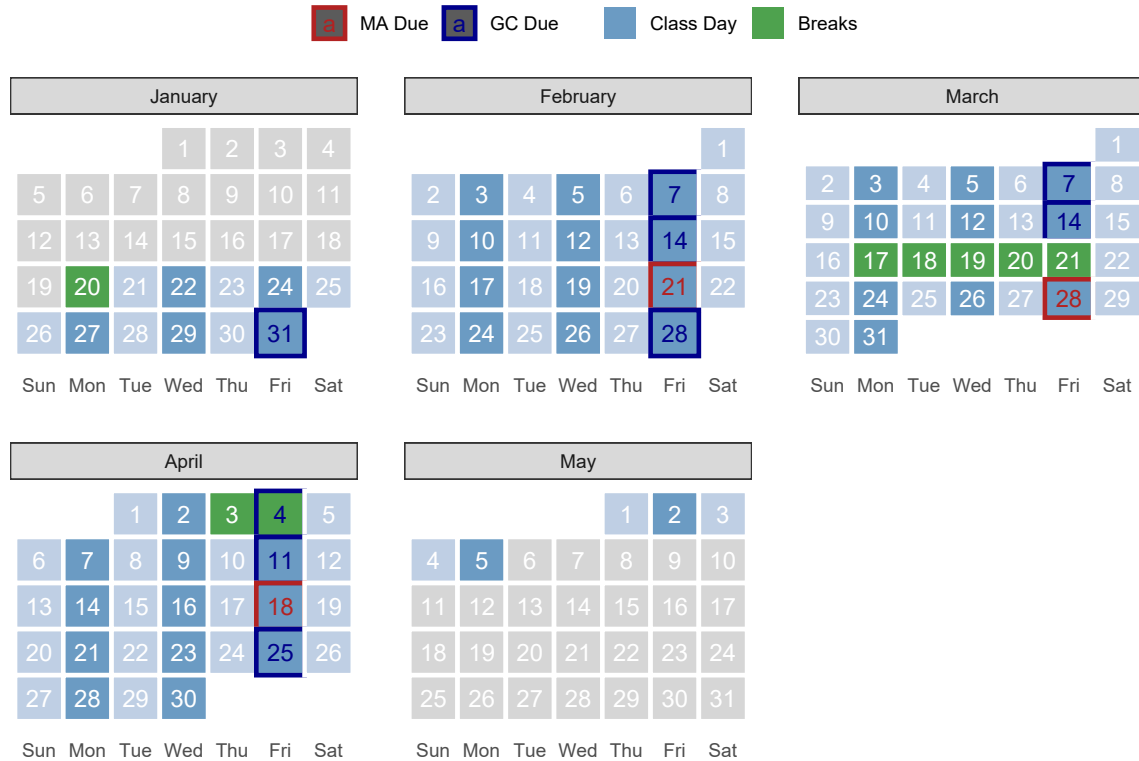 a MA Due a GC Due Class Day Breaks
January
1 2 3 4
5 6 7 8 9 10 11
12 13 14 15 16 17 18
19 20 21 22 23 24 25
26 27 28 29 30 31
Sun Mon Tue Wed Thu Fri Sat
February
1
2 3 4 5 6 7 8
9 10 11 12 13 14 15
16 17 18 19 20 21 22
23 24 25 26 27 28
Sun Mon Tue Wed Thu Fri Sat
March
1
2 3 4 5 6 7 8
9 10 11 12 13 14 15
16 17 18 19 20 21 22
23 24 25 26 27 28 29
30 31
Sun Mon Tue Wed Thu Fri Sat
April
1 2 3 4 5
6 7 8 9 10 11 12
13 14 15 16 17 18 19
20 21 22 23 24 25 26
27 28 29 30
Sun Mon Tue Wed Thu Fri Sat
May
1 2 3
4 5 6 7 8 9 10
11 12 13 14 15 16 17
18 19 20 21 22 23 24
25 26 27 28 29 30 31
Sun Mon Tue Wed Thu Fri Sat